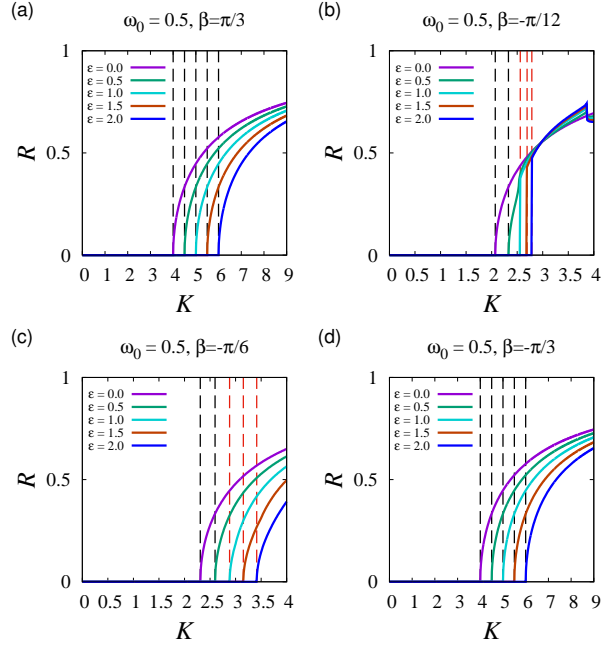 (a)
ω₀ = 0.5, β=π/3
1
0.5
0
R
ε = 0.0
ε = 0.5
ε = 1.0
ε = 1.5
ε = 2.0
0 1 2 3 4 5 6 7 8 9
K
(b)
ω₀ = 0.5, β=-π/12
1
0.5
0
R
ε = 0.0
ε = 0.5
ε = 1.0
ε = 1.5
ε = 2.0
0 0.5 1 1.5 2 2.5 3 3.5 4
K
(c)
ω₀ = 0.5, β=-π/6
1
0.5
0
R
ε = 0.0
ε = 0.5
ε = 1.0
ε = 1.5
ε = 2.0
0 0.5 1 1.5 2 2.5 3 3.5 4
K
(d)
ω₀ = 0.5, β=-π/3
1
0.5
0
R
ε = 0.0
ε = 0.5
ε = 1.0
ε = 1.5
ε = 2.0
0 1 2 3 4 5 6 7 8 9
K